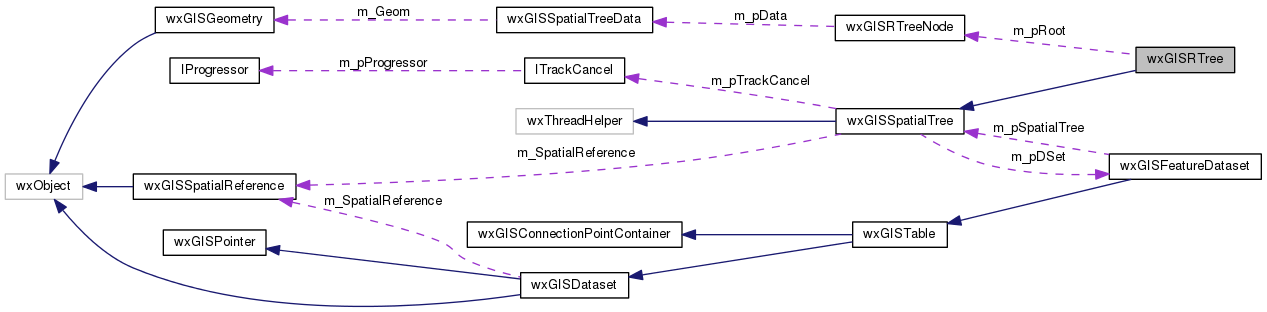 wxGISGeometry
m_Geom
wxGISSpatialTreeData
m_pData
wxGISRTreeNode
m_pRoot
wxGISRTree
IProgressor
m_pProgressor
ITrackCancel
m_pTrackCancel
wxThreadHelper
wxGISSpatialTree
m_pSpatialTree
m_pDSet
wxGISFeatureDataset
m_SpatialReference
wxObject
wxGISSpatialReference
m_SpatialReference
wxGISPointer
wxGISConnectionPointContainer
wxGISTable
wxGISDataset